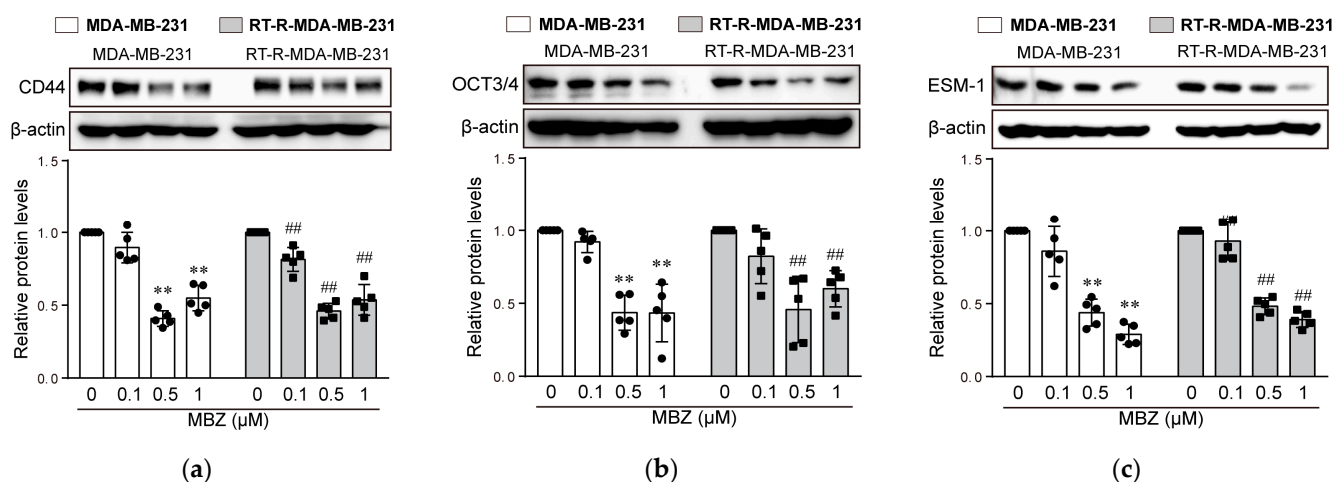 MDA-MB-231 RT-R-MDA-MB-231
MDA-MB-231 RT-R-MDA-MB-231
CD44
β-actin
Relative protein levels
1.5
1.0
0.5
0.0
## ** ** ## ##
0 0.1 0.5 1 0 0.1 0.5 1
MBZ (μM)
(a)
MDA-MB-231 RT-R-MDA-MB-231
MDA-MB-231 RT-R-MDA-MB-231
OCT3/4
β-actin
Relative protein levels
1.5
1.0
0.5
0.0
** ** ## ##
0 0.1 0.5 1 0 0.1 0.5 1
MBZ (μM)
(b)
MDA-MB-231 RT-R-MDA-MB-231
MDA-MB-231 RT-R-MDA-MB-231
ESM-1
β-actin
Relative protein levels
1.5
1.0
0.5
0.0
## ** ** ## ##
0 0.1 0.5 1 0 0.1 0.5 1
MBZ (μM)
(c)